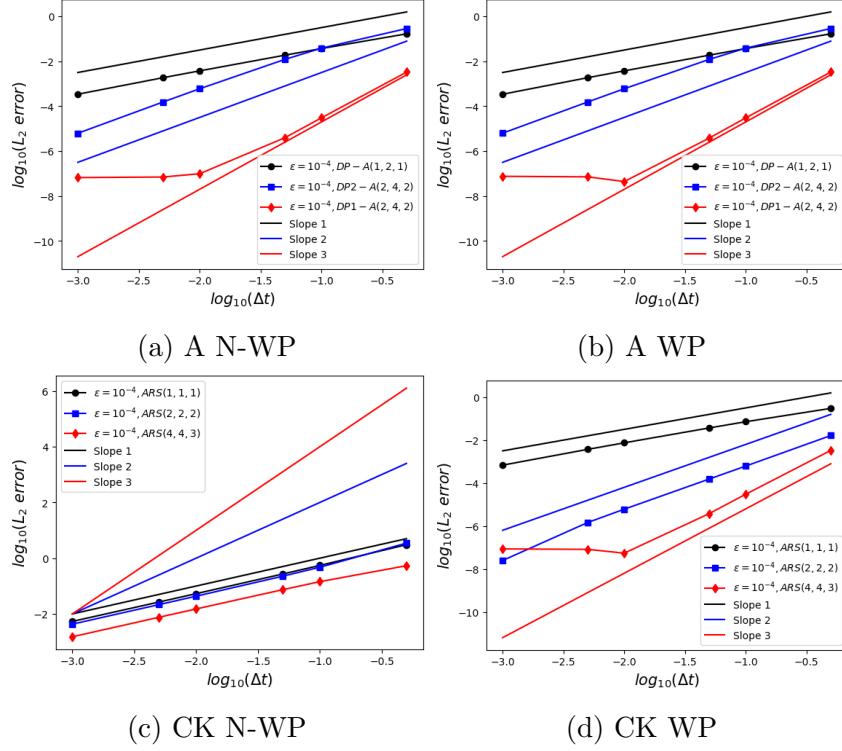 0
−2
−4
−6
−8
−10
log₁₀(L₂ error)
ε = 10⁻⁴, DP − A(1, 2, 1)
ε = 10⁻⁴, DP2 − A(2, 4, 2)
ε = 10⁻⁴, DP1 − A(2, 4, 2)
Slope 1
Slope 2
Slope 3
−3.0 −2.5 −2.0 −1.5 −1.0 −0.5
log₁₀(Δt)
(a) A N-WP
0
−2
−4
−6
−8
−10
log₁₀(L₂ error)
ε = 10⁻⁴, DP − A(1, 2, 1)
ε = 10⁻⁴, DP2 − A(2, 4, 2)
ε = 10⁻⁴, DP1 − A(2, 4, 2)
Slope 1
Slope 2
Slope 3
−3.0 −2.5 −2.0 −1.5 −1.0 −0.5
log₁₀(Δt)
(b) A WP
6
4
2
0
−2
log₁₀(L₂ error)
ε = 10⁻⁴, ARS(1, 1, 1)
ε = 10⁻⁴, ARS(2, 2, 2)
ε = 10⁻⁴, ARS(4, 4, 3)
Slope 1
Slope 2
Slope 3
−3.0 −2.5 −2.0 −1.5 −1.0 −0.5
log₁₀(Δt)
(c) CK N-WP
0
−2
−4
−6
−8
−10
log₁₀(L₂ error)
ε = 10⁻⁴, ARS(1, 1, 1)
ε = 10⁻⁴, ARS(2, 2, 2)
ε = 10⁻⁴, ARS(4, 4, 3)
Slope 1
Slope 2
Slope 3
−3.0 −2.5 −2.0 −1.5 −1.0 −0.5
log₁₀(Δt)
(d) CK WP